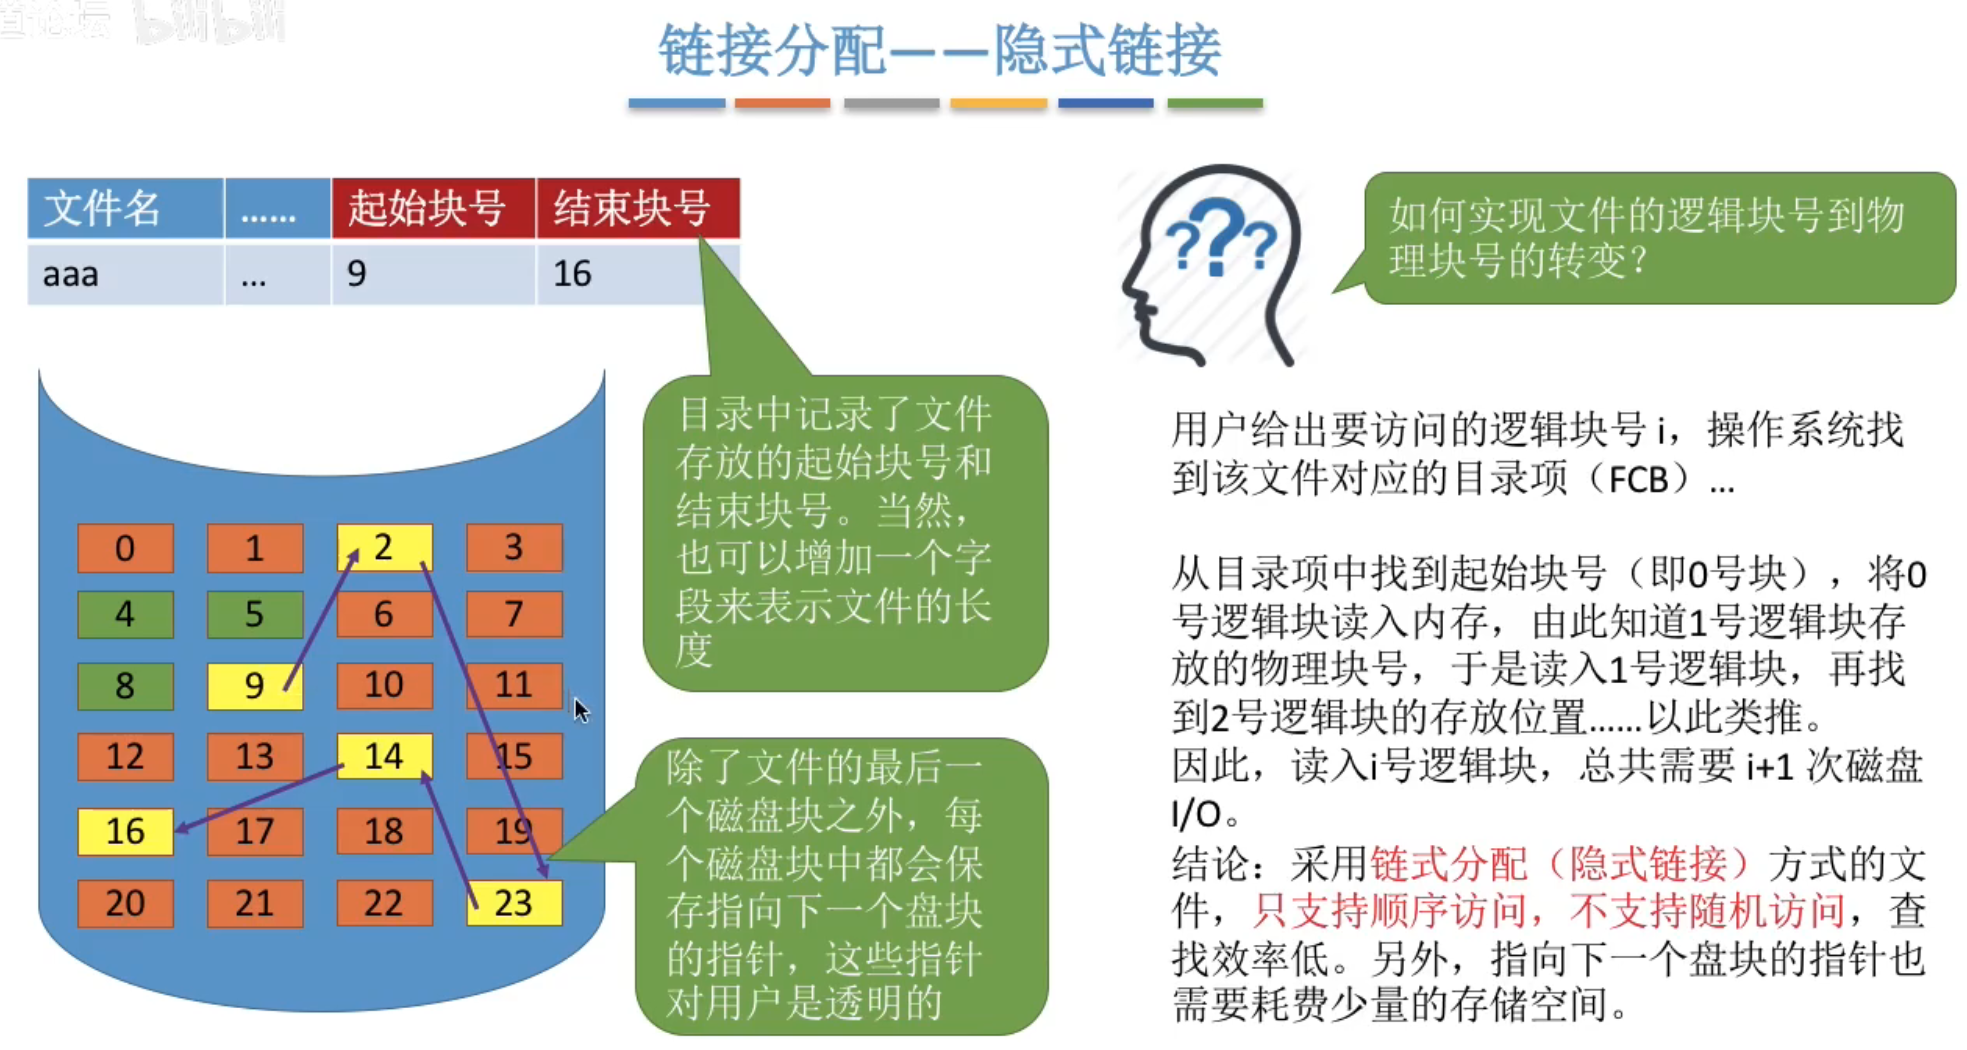 道论坛 bilibili
链接分配——隐式链接
文件名 …… 起始块号 结束块号
aaa ... 9 16
???
如何实现文件的逻辑块号到物
理块号的转变？
目录中记录了文件
存放的起始块号和
结束块号。当然，
也可以增加一个字
段来表示文件的长
度
0 1 2 3
4 5 6 7
8 9 10 11
12 13 14 15
16 17 18 19
20 21 22 23
除了文件的最后一
个磁盘块之外，每
个磁盘块中都会保
存指向下一个盘块
的指针，这些指针
对用户是透明的
用户给出要访问的逻辑块号 i，操作系统找
到该文件对应的目录项（FCB）...
从目录项中找到起始块号（即0号块），将0
号逻辑块读入内存，由此知道1号逻辑块存
放的物理块号，于是读入1号逻辑块，再找
到2号逻辑块的存放位置……以此类推。
因此，读入i号逻辑块，总共需要 i+1 次磁盘
I/O。
结论：采用链式分配（隐式链接）方式的文
件，只支持顺序访问，不支持随机访问，查
找效率低。另外，指向下一个盘块的指针也
需要耗费少量的存储空间。